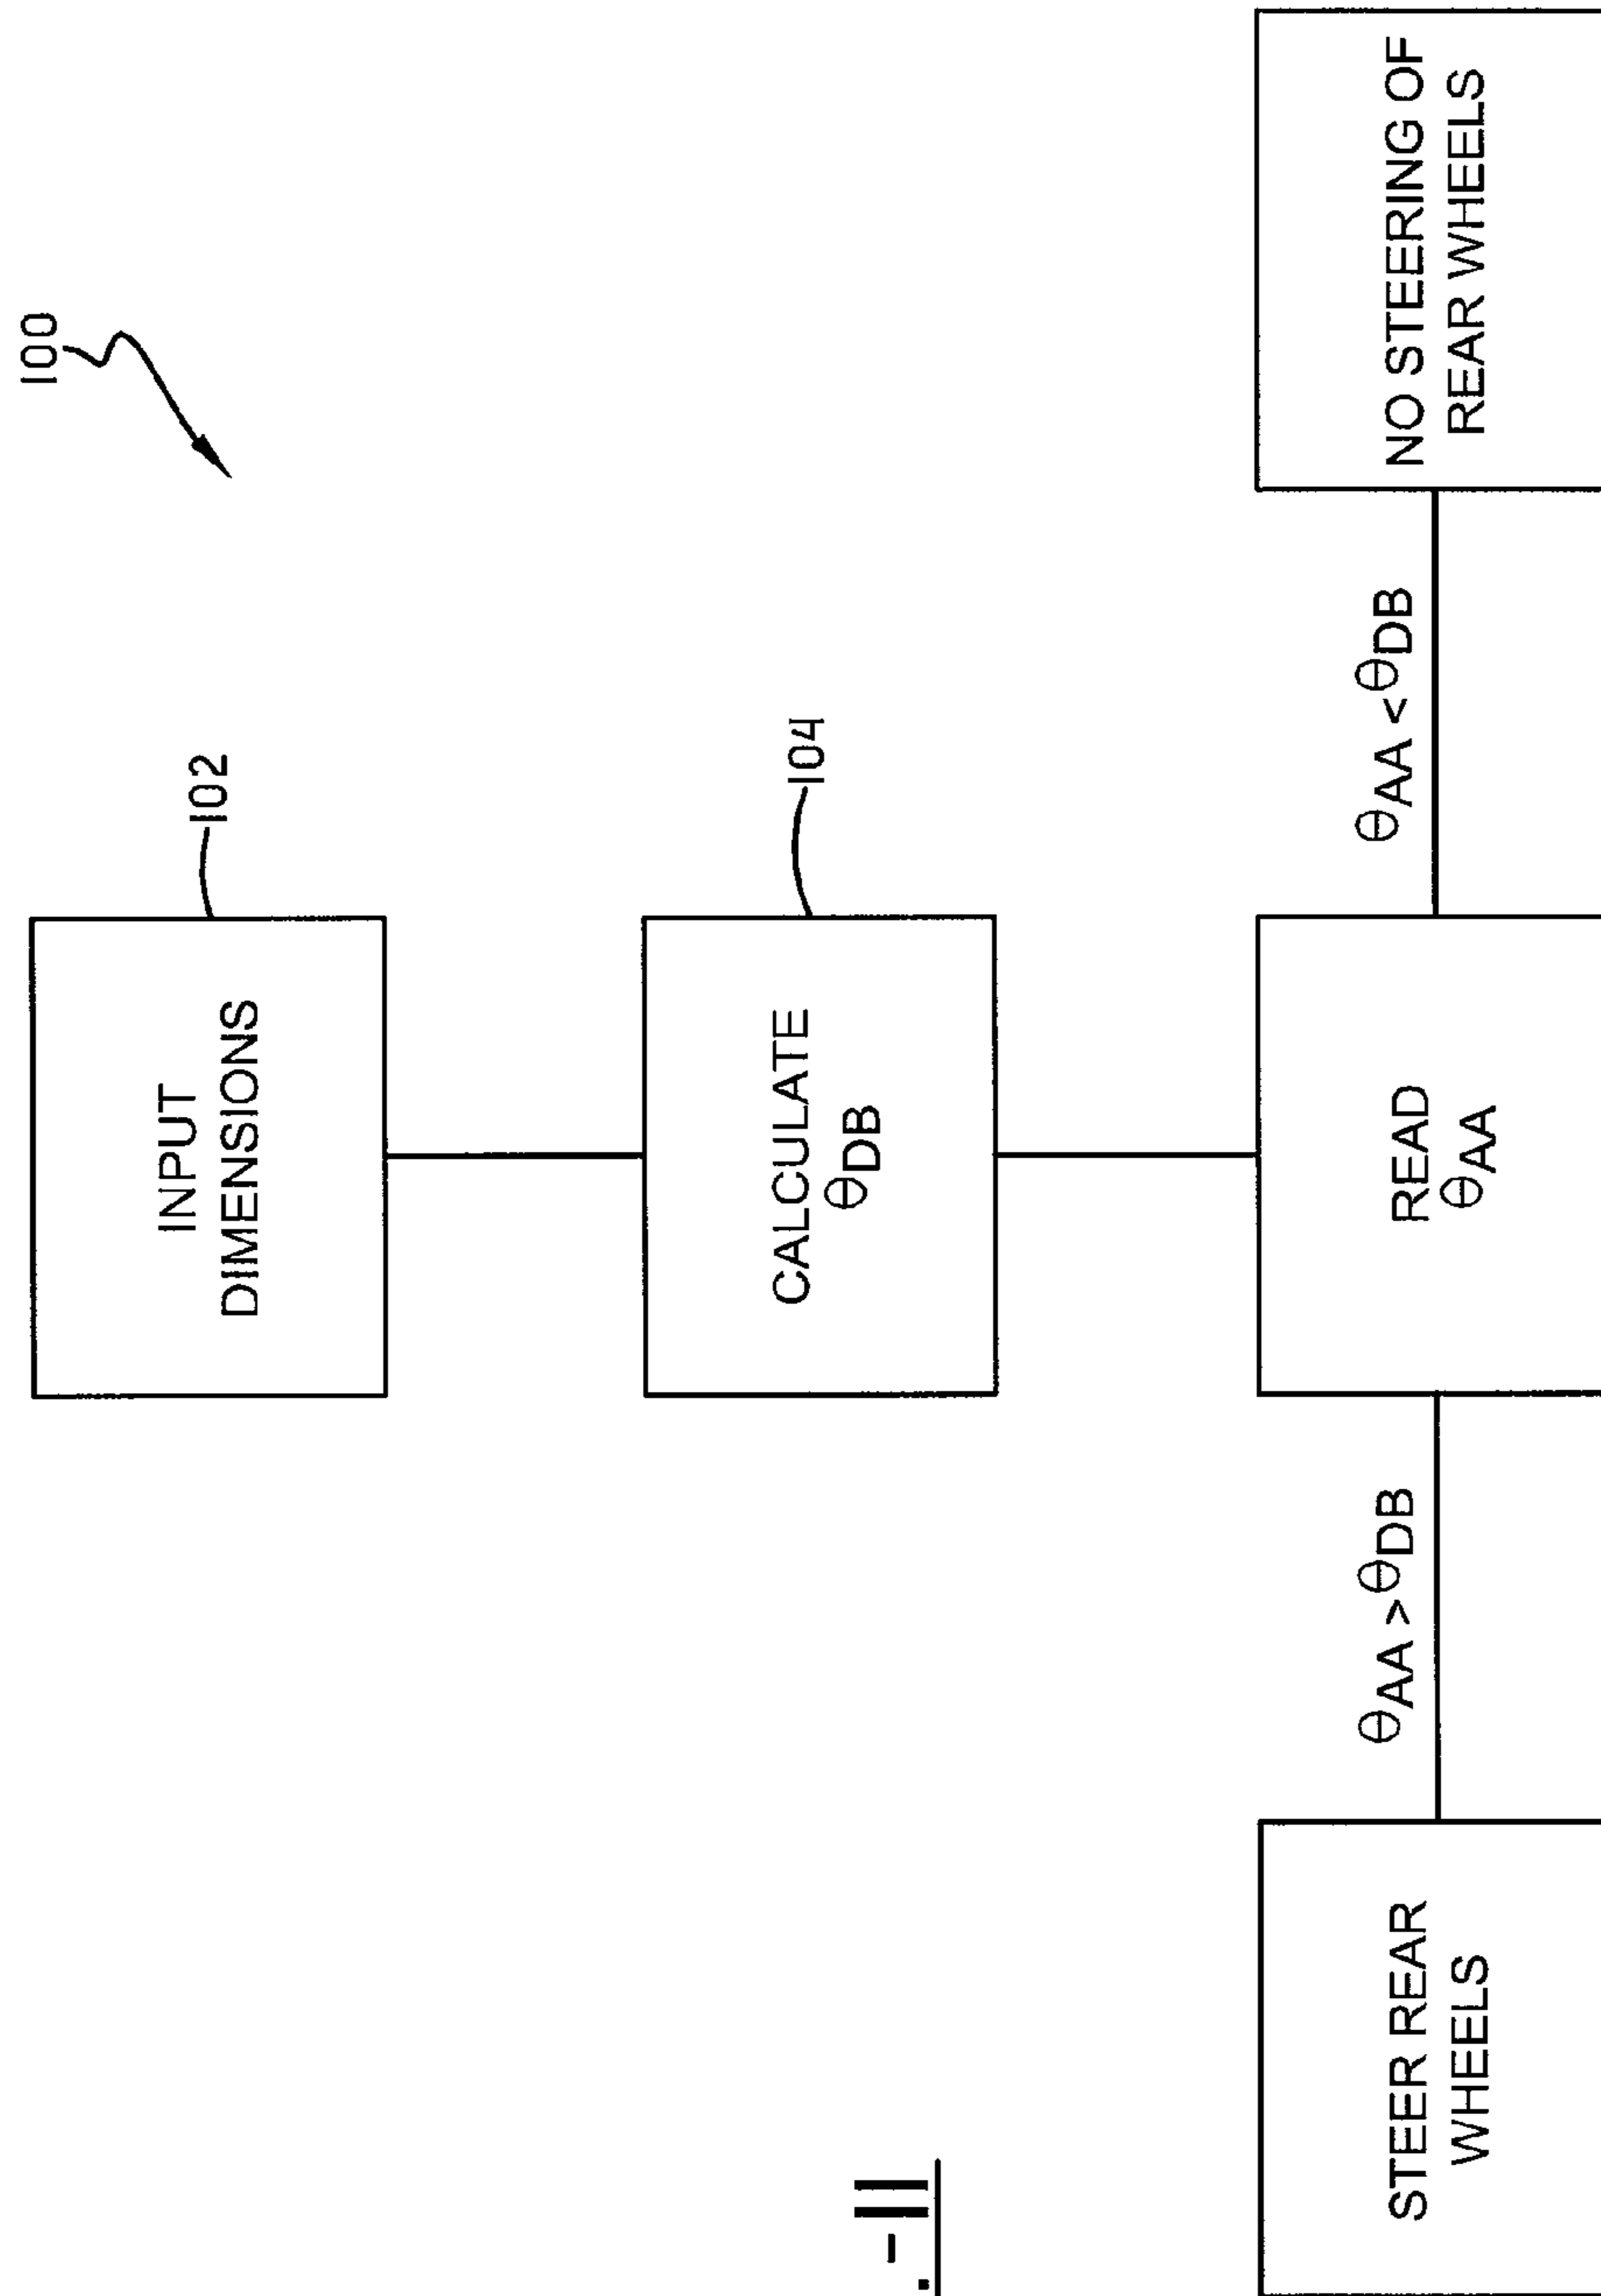 100
INPUT
DIMENSIONS
102
CALCULATE
θDB
104
READ
θAA
θAA > θDB
θAA < θDB
STEER REAR
WHEELS
NO STEERING OF
REAR WHEELS
.-11